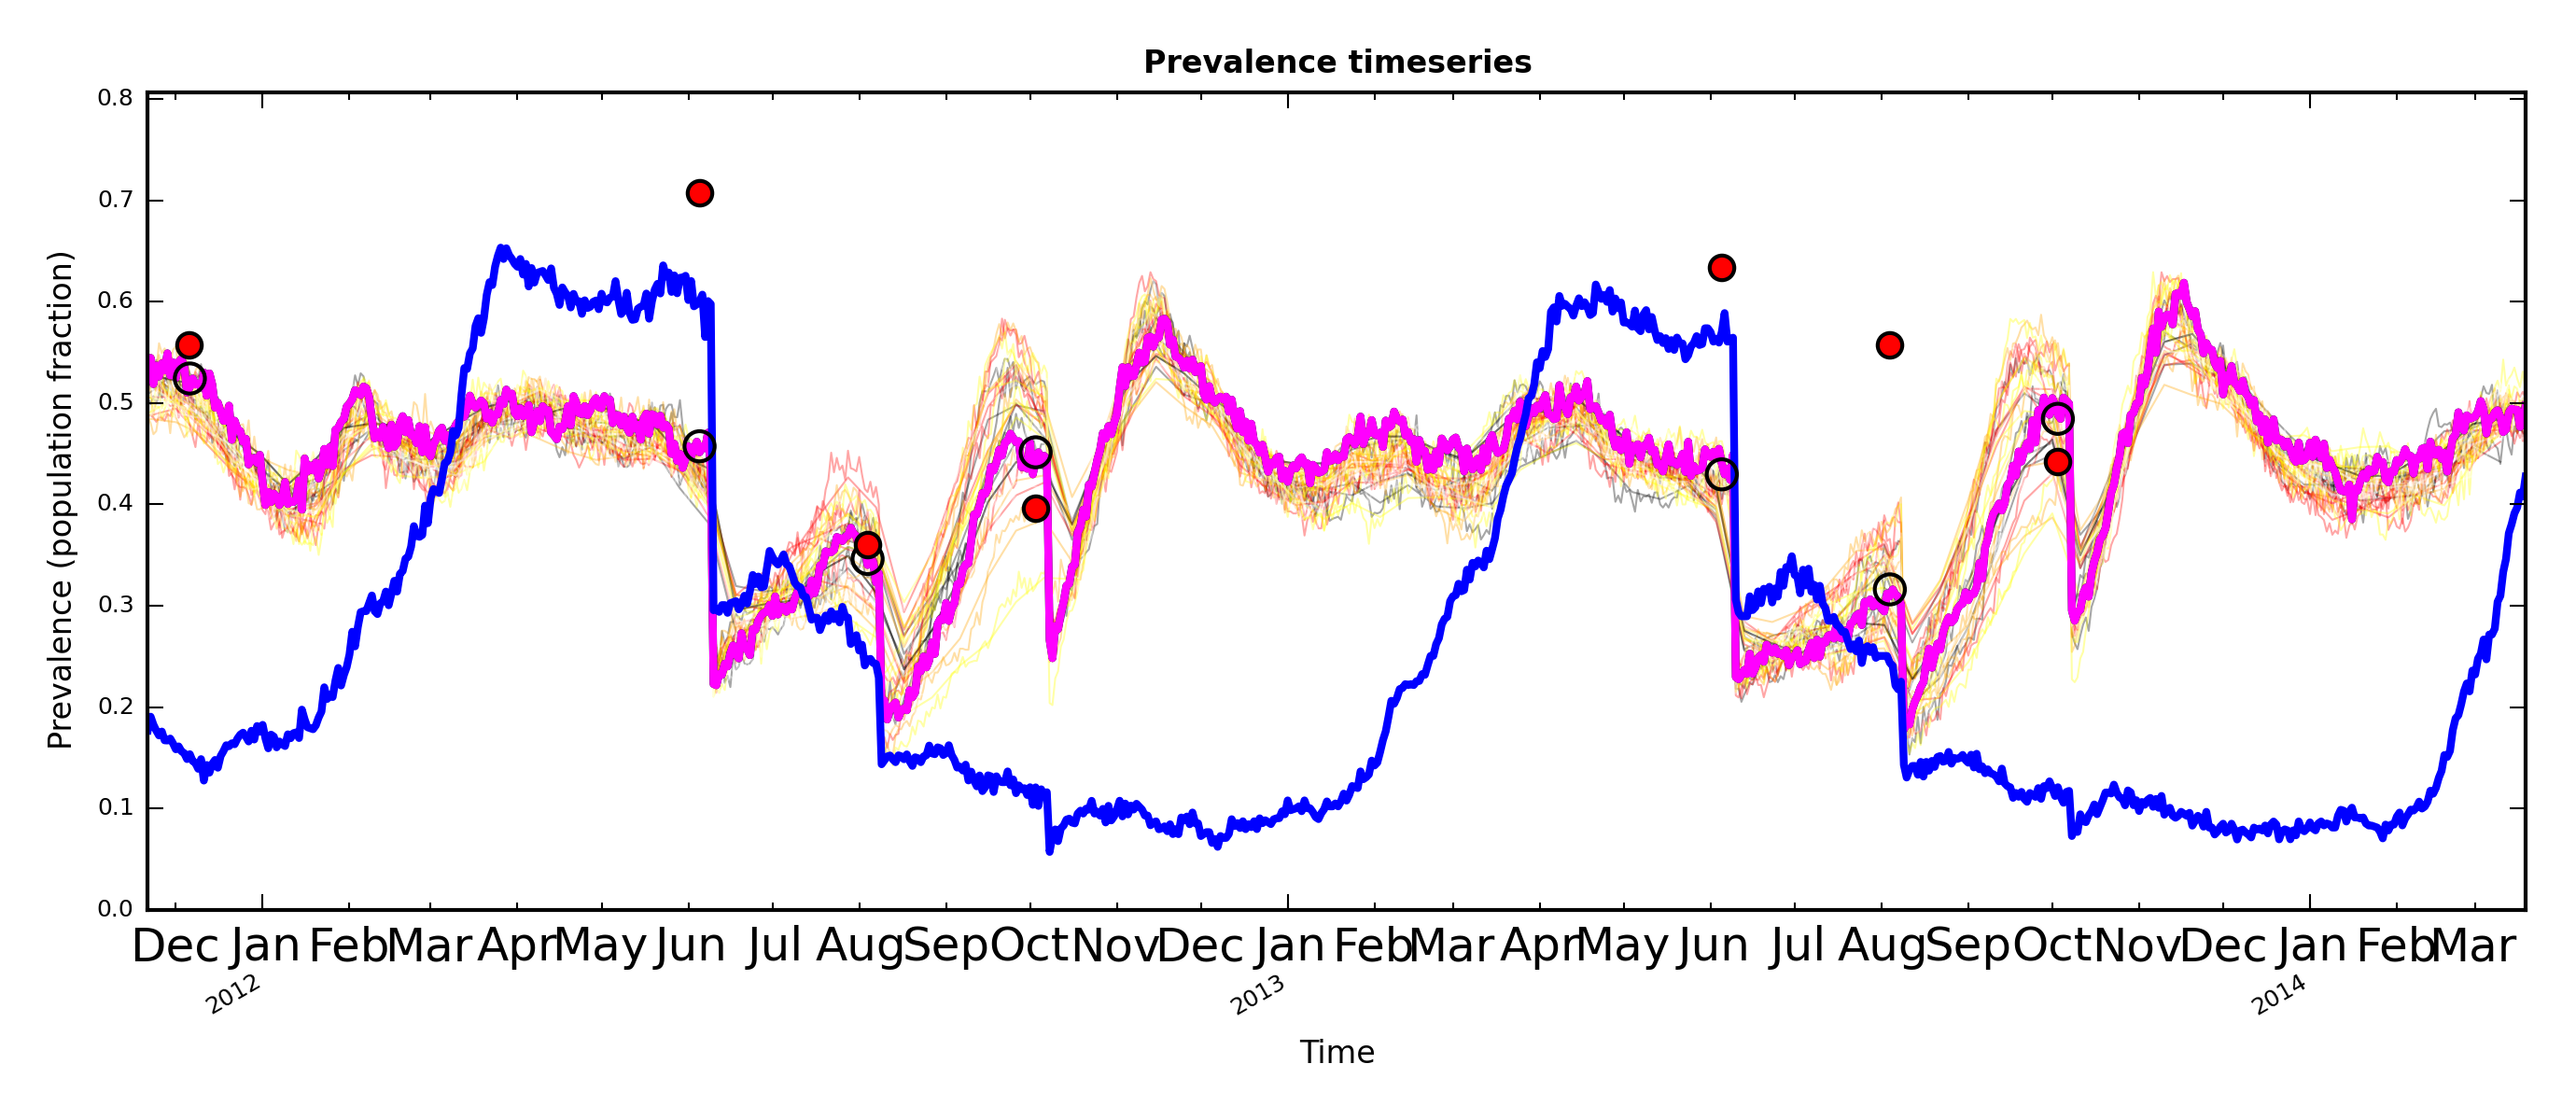 Prevalence timeseries
0.8
0.7
0.6
0.5
0.4
0.3
0.2
0.1
0.0
Prevalence (population fraction)
Dec Jan Feb Mar Apr May Jun Jul Aug Sep Oct Nov Dec Jan Feb Mar Apr May Jun Jul Aug Sep Oct Nov Dec Jan Feb Mar
2012 2013 2014
Time